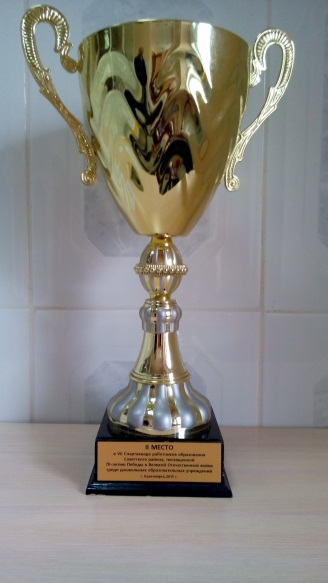 II МЕСТО
в XI Спартакиаде работников образования
Советского района, посвященной
70-летию Победы в Великой Отечественной войне
среди дошкольных образовательных учреждений
г. Красноярск, 2015 г.